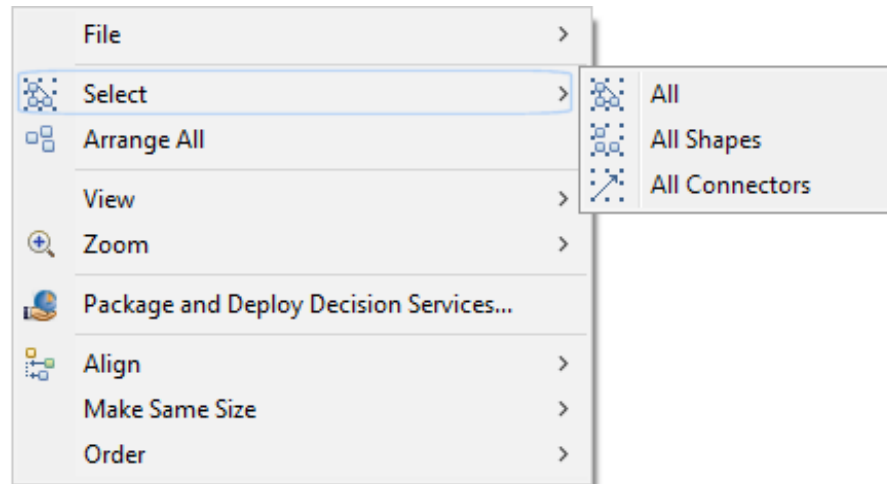 File
Select
Arrange All
View
Zoom
Package and Deploy Decision Services...
Align
Make Same Size
Order
All
All Shapes
All Connectors